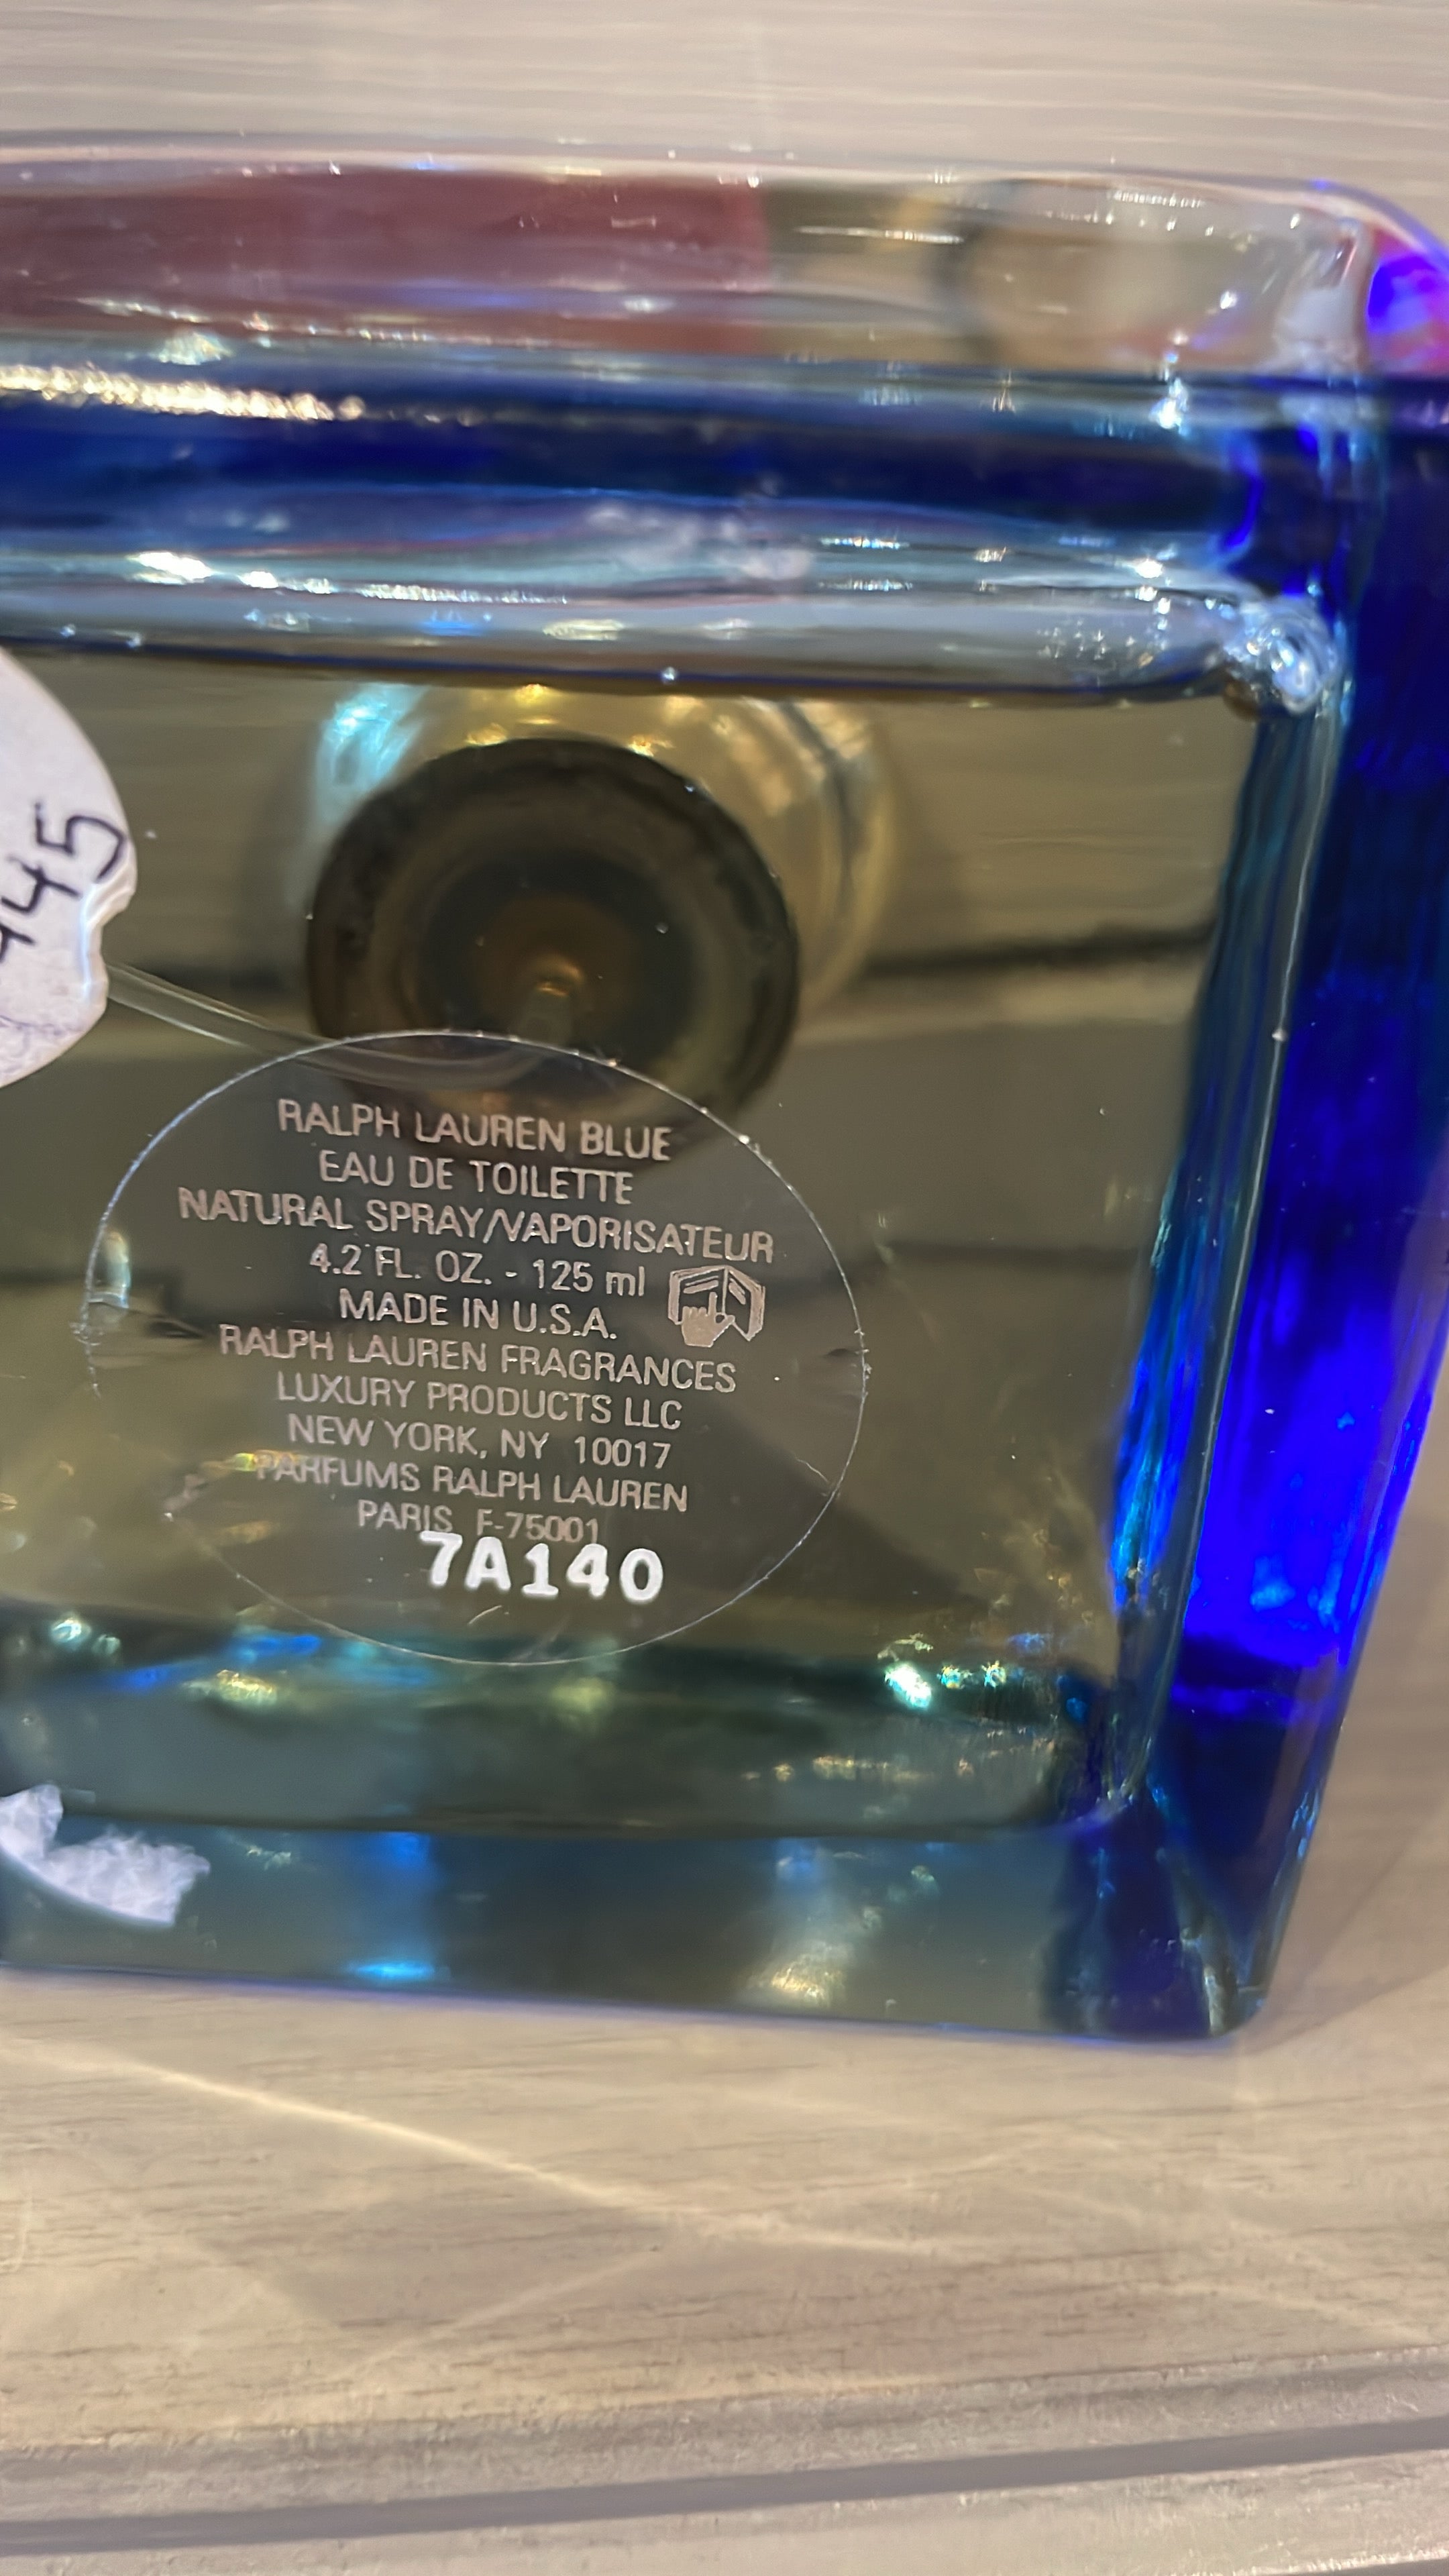 445
RALPH LAUREN BLUE
EAU DE TOILETTE
NATURAL SPRAY/VAPORISATEUR
4.2 FL. OZ. - 125 ml
MADE IN U.S.A.
RALPH LAUREN FRAGRANCES
LUXURY PRODUCTS LLC
NEW YORK, NY 10017
PARFUMS RALPH LAUREN
PARIS F-75001
7A140